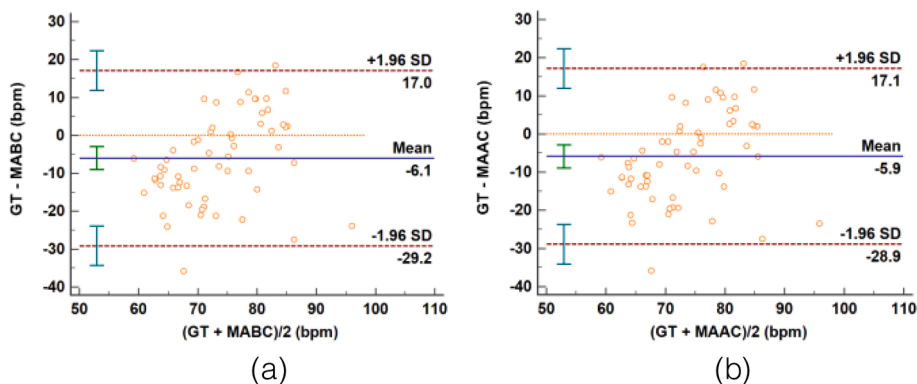 30
20
10
0
-10
-20
-30
-40
GT - MABC (bpm)
+1.96 SD
17.0
Mean
-6.1
-1.96 SD
-29.2
50 60 70 80 90 100 110
(GT + MABC)/2 (bpm)
(a)
30
20
10
0
-10
-20
-30
-40
GT - MAAC (bpm)
+1.96 SD
17.1
Mean
-5.9
-1.96 SD
-28.9
50 60 70 80 90 100 110
(GT + MAAC)/2 (bpm)
(b)